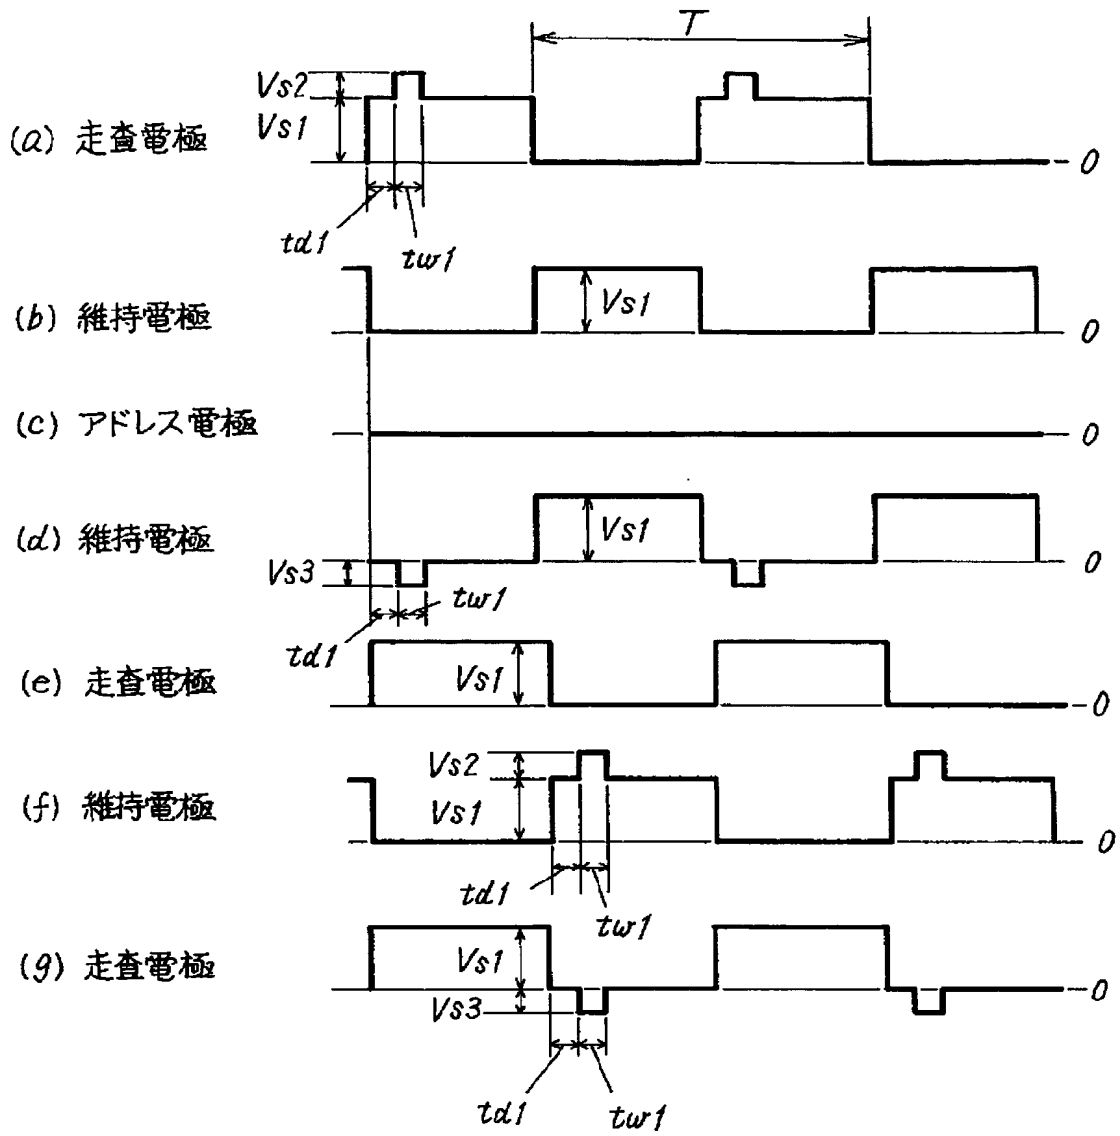 T
Vs2
Vs1
(a) 走査電極
0
td1
tw1
(b) 維持電極
Vs1
0
(c) アドレス電極
0
(d) 維持電極
Vs1
0
Vs3
tw1
td1
(e) 走査電極
Vs1
0
Vs2
(f) 維持電極
Vs1
0
td1
tw1
(g) 走査電極
Vs1
0
Vs3
td1
tw1